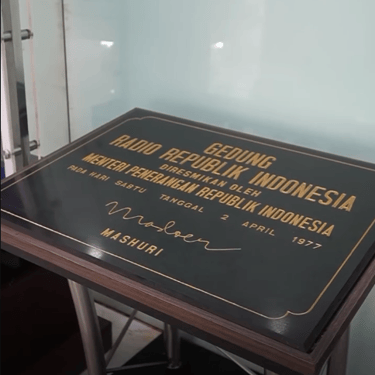 GEDUNG
RADIO REPUBLIK INDONESIA
DIRESMIKAN OLEH
MENTERI PENERANGAN REPUBLIK INDONESIA
PADA HARI SABTU TANGGAL 2 APRIL 1977
MASHURI